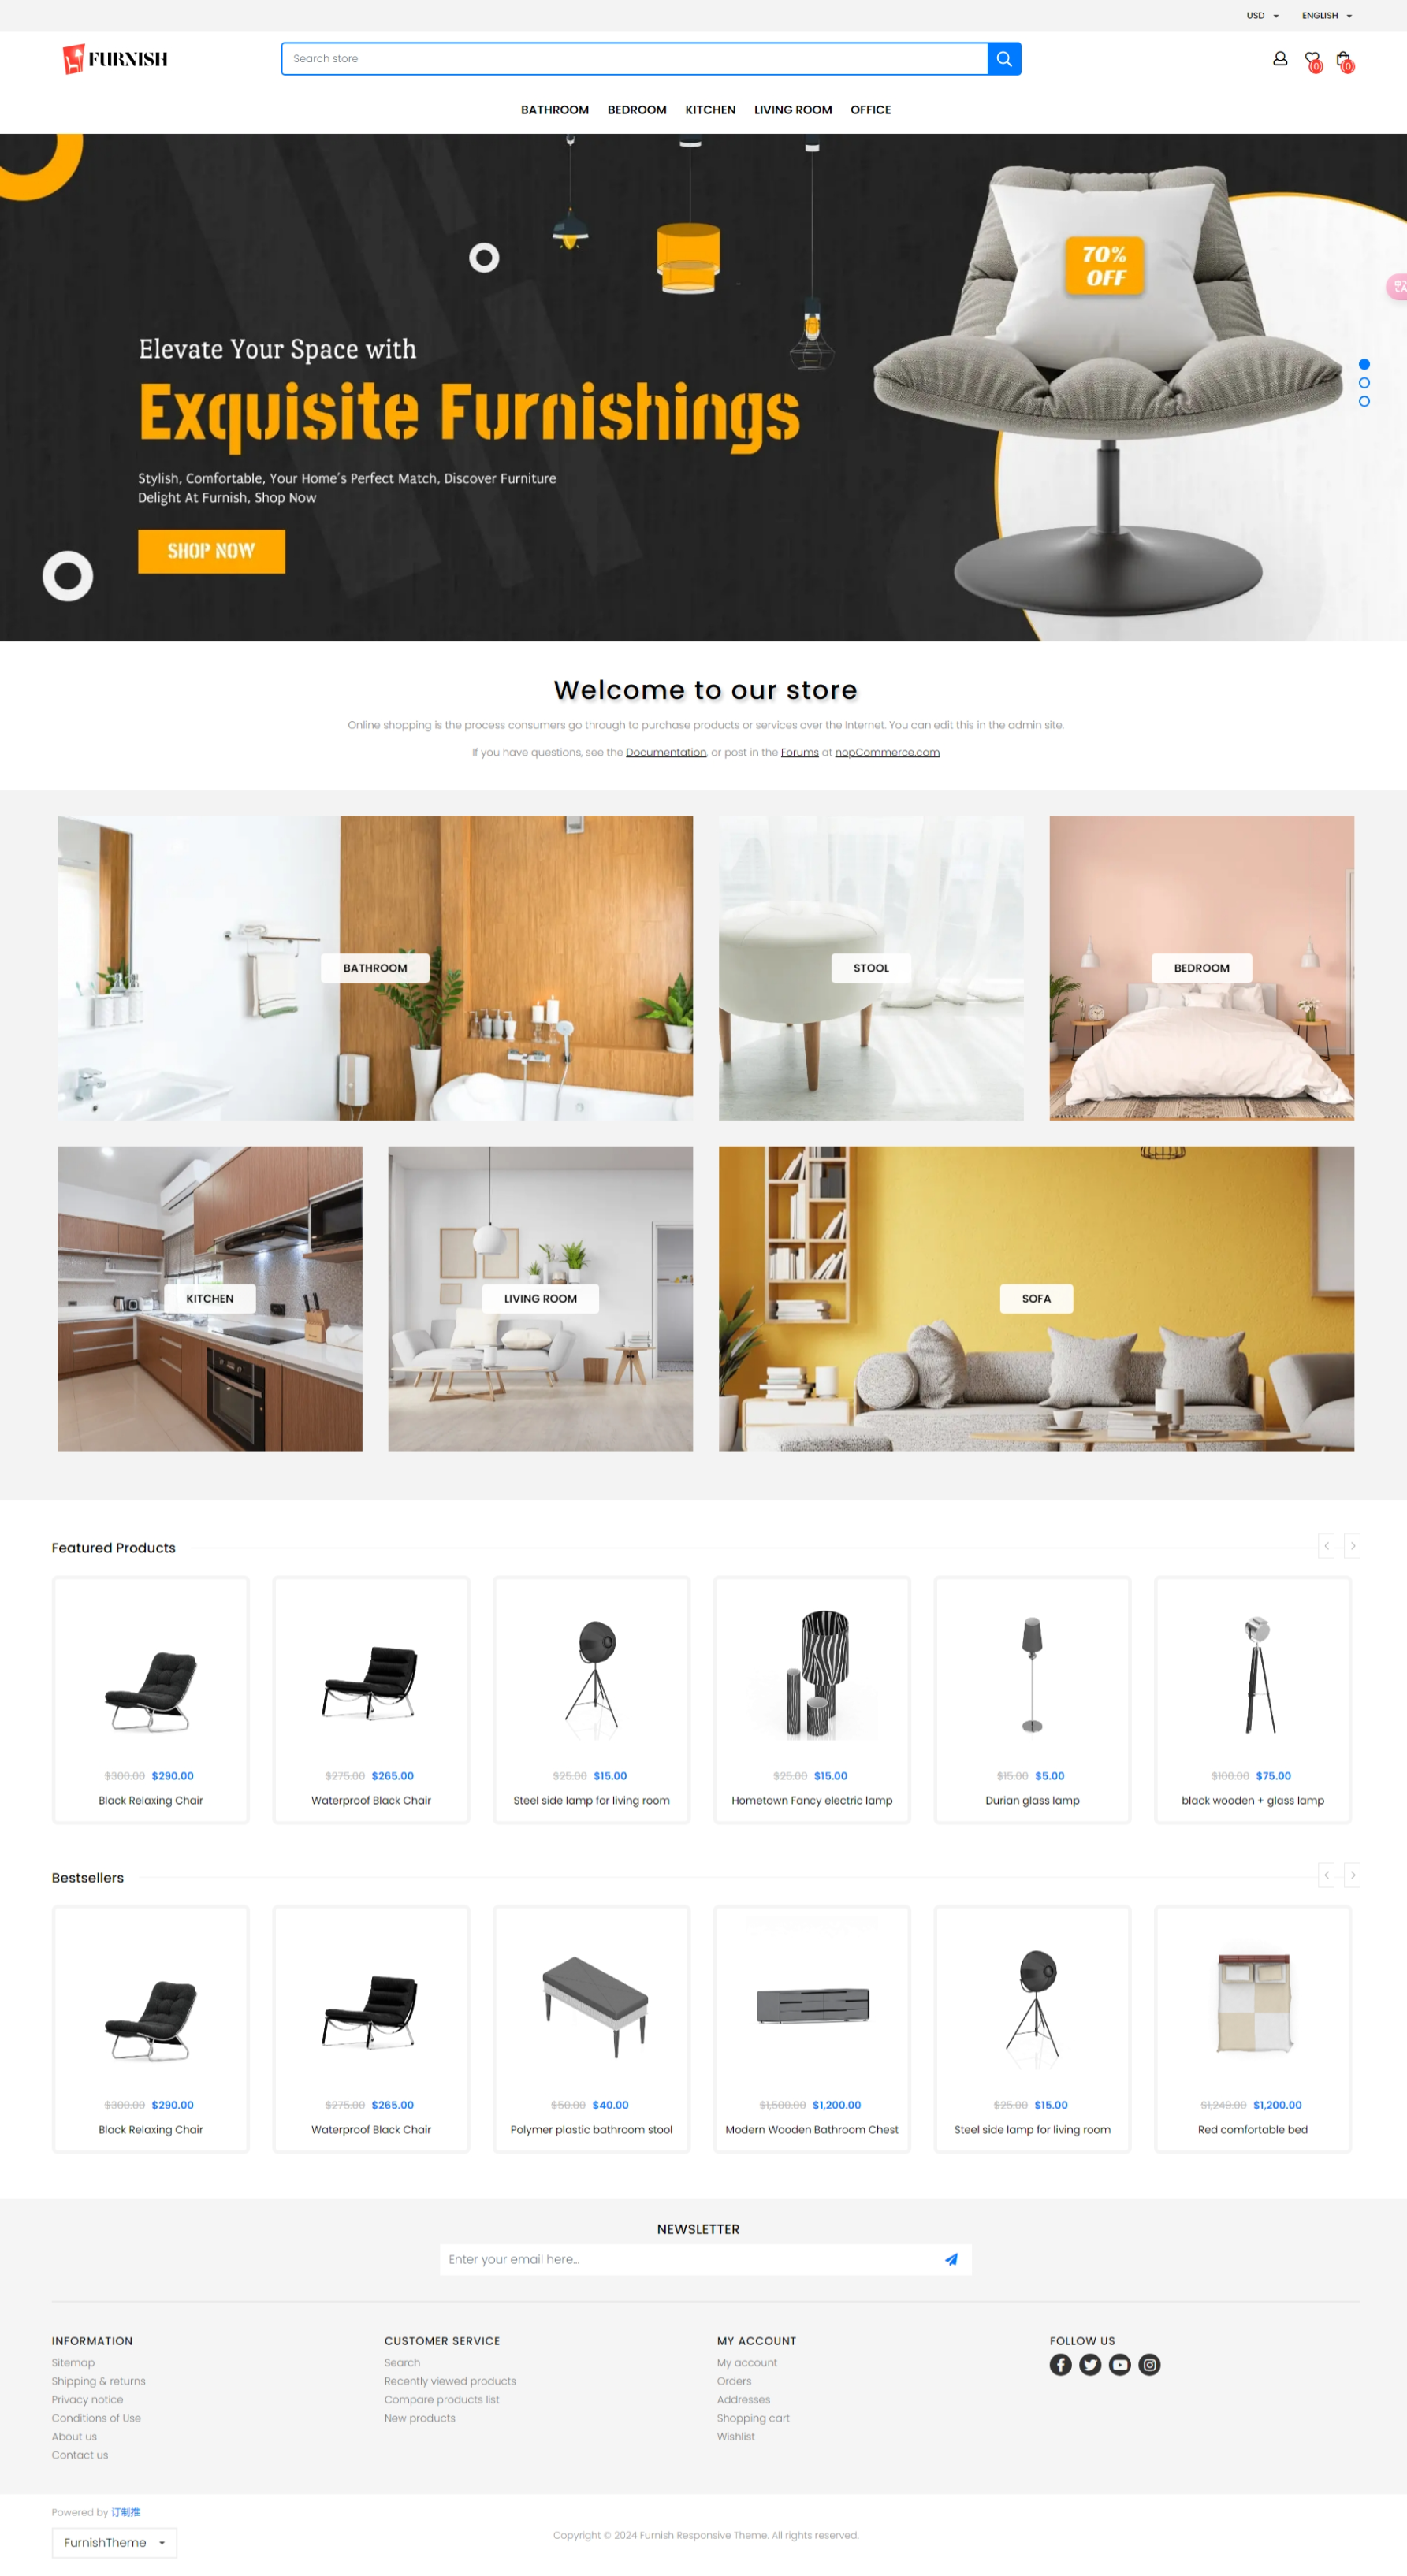 USD
ENGLISH
FURNISH
Search store
(0)
(0)
BATHROOM BEDROOM KITCHEN LIVING ROOM OFFICE
70%
OFF
Elevate Your Space with
Exquisite Furnishings
Stylish, Comfortable, Your Home's Perfect Match, Discover Furniture
Delight At Furnish, Shop Now
SHOP NOW
Welcome to our store
Online shopping is the process consumers go through to purchase products or services over the Internet. You can edit this in the admin site.
If you have questions, see the Documentation, or post in the Forums at nopCommerce.com
BATHROOM
STOOL
BEDROOM
KITCHEN
LIVING ROOM
SOFA
Featured Products
$300.00 $290.00
Black Relaxing Chair
$275.00 $265.00
Waterproof Black Chair
$25.00 $15.00
Steel side lamp for living room
$25.00 $15.00
Hometown Fancy electric lamp
$15.00 $5.00
Durian glass lamp
$100.00 $75.00
black wooden + glass lamp
Bestsellers
$300.00 $290.00
Black Relaxing Chair
$275.00 $265.00
Waterproof Black Chair
$50.00 $40.00
Polymer plastic bathroom stool
$1,500.00 $1,200.00
Modern Wooden Bathroom Chest
$25.00 $15.00
Steel side lamp for living room
$1,249.00 $1,200.00
Red comfortable bed
NEWSLETTER
Enter your email here...
INFORMATION
Sitemap
Shipping & returns
Privacy notice
Conditions of Use
About us
Contact us
CUSTOMER SERVICE
Search
Recently viewed products
Compare products list
New products
MY ACCOUNT
My account
Orders
Addresses
Shopping cart
Wishlist
FOLLOW US
Powered by 订制推
FurnishTheme
Copyright © 2024 Furnish Responsive Theme. All rights reserved.